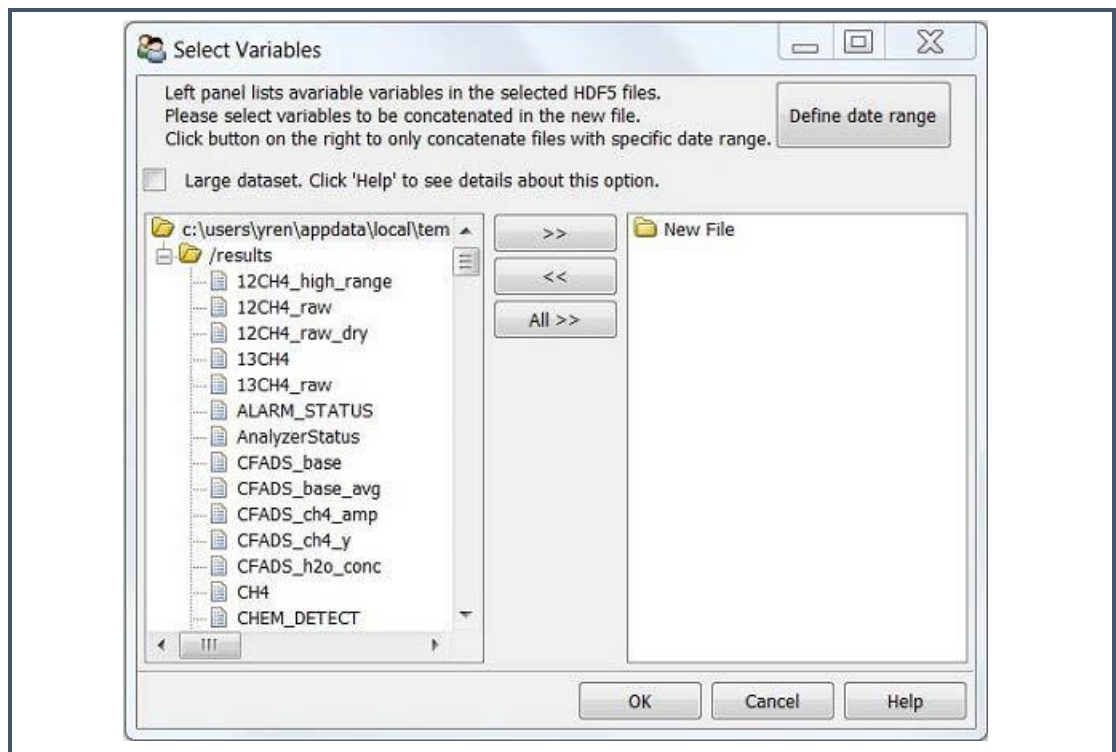 Select Variables
Left panel lists avariable variables in the selected HDF5 files.
Please select variables to be concatenated in the new file.
Click button on the right to only concatenate files with specific date range.
Define date range
Large dataset. Click 'Help' to see details about this option.
c:\users\yren\appdata\local\tem
/results
12CH4_high_range
12CH4_raw
12CH4_raw_dry
13CH4
13CH4_raw
ALARM_STATUS
AnalyzerStatus
CFADS_base
CFADS_base_avg
CFADS_ch4_amp
CFADS_ch4_y
CFADS_h2o_conc
CH4
CHEM_DETECT
>>
<<
All >>
New File
OK
Cancel
Help